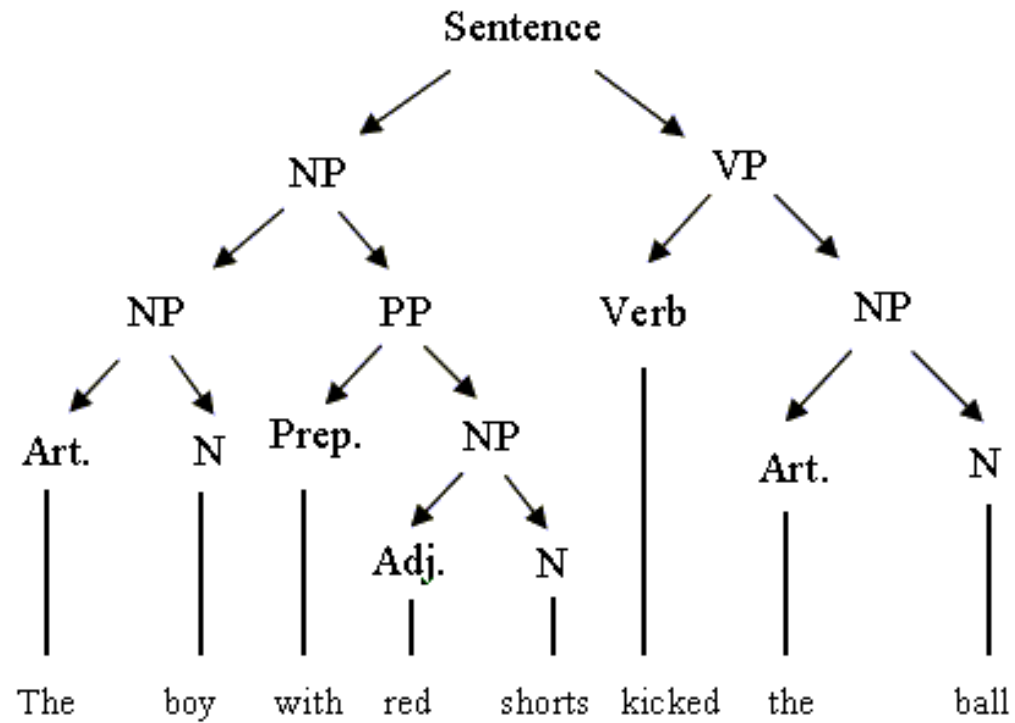 Sentence
NP VP
NP PP Verb NP
Art. N Prep. NP Art. N
Adj. N
The boy with red shorts kicked the ball